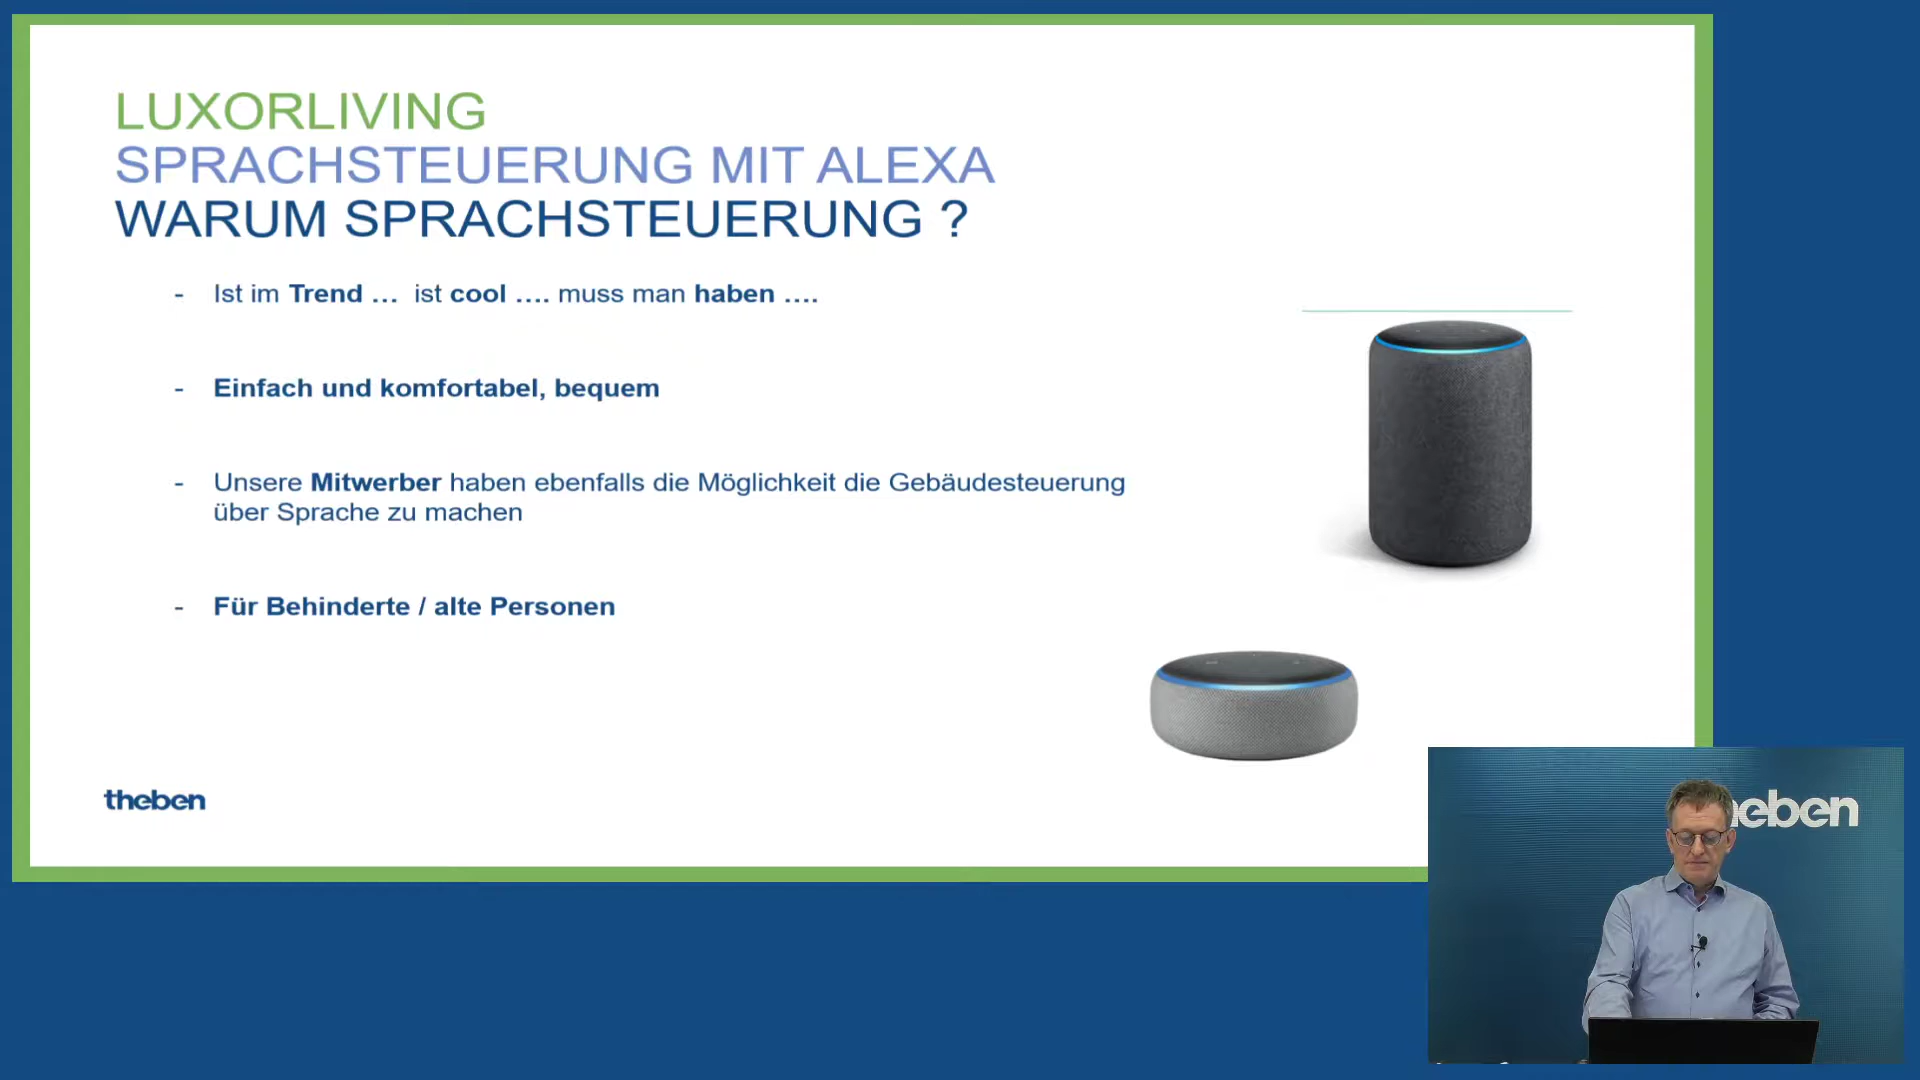 LUXORLIVING
SPRACHSTEUERUNG MIT ALEXA
WARUM SPRACHSTEUERUNG ?
- Ist im Trend … ist cool …. muss man haben ….
- Einfach und komfortabel, bequem
- Unsere Mitwerber haben ebenfalls die Möglichkeit die Gebäudesteuerung
über Sprache zu machen
- Für Behinderte / alte Personen
theben
heben